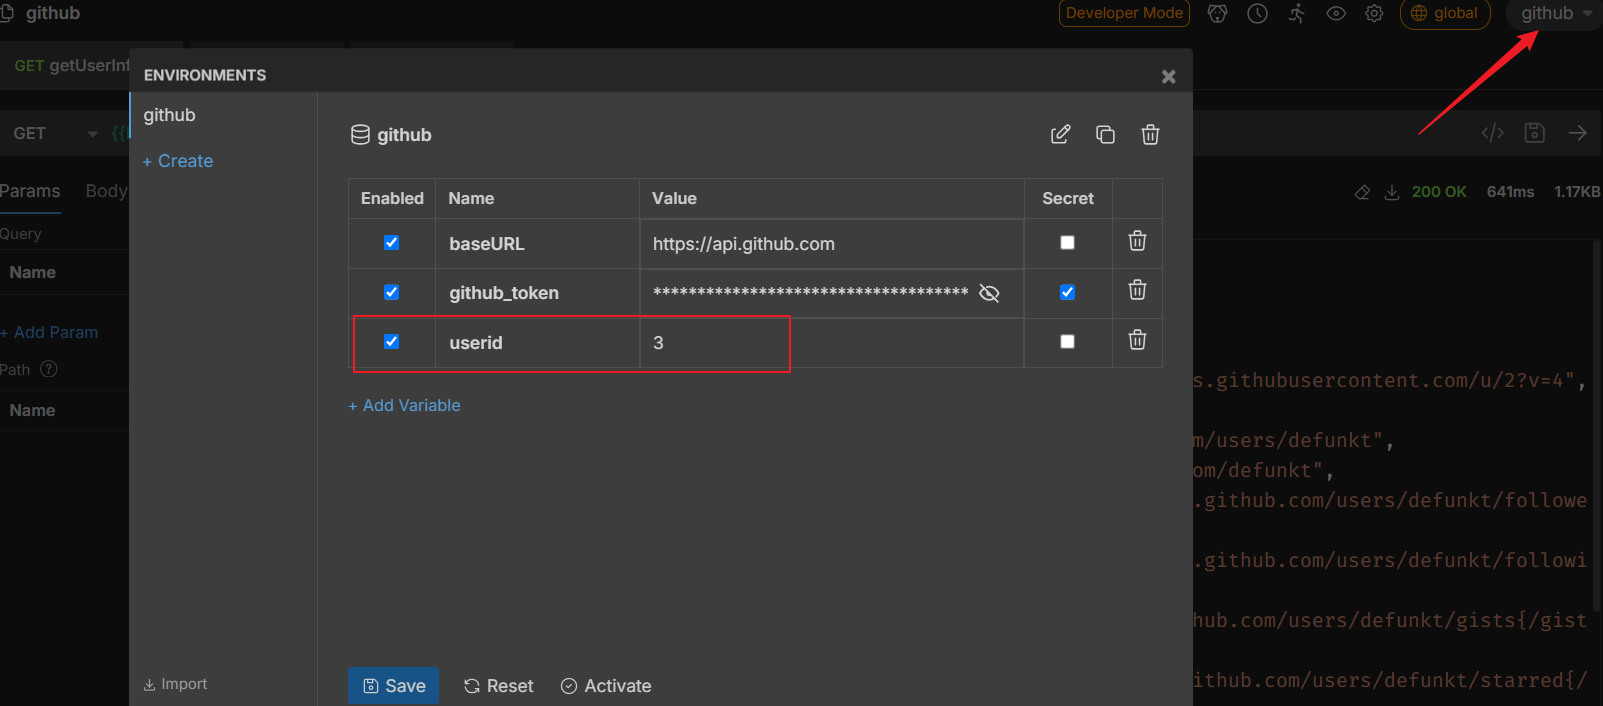 github
Developer Mode
global
github
GET getUserInf
ENVIRONMENTS
github
+ Create
github
GET
{{
Params
Body
200 OK
641ms
1.17KB
Query
Name
+ Add Param
Path
Name
Enabled
Name
Value
Secret
baseURL
https://api.github.com
github_token
***********************************
userid
3
+ Add Variable
s.githubusercontent.com/u/2?v=4",
m/users/defunkt",
om/defunkt",
.github.com/users/defunkt/followe
.github.com/users/defunkt/followi
hub.com/users/defunkt/gists{/gist
ithub.com/users/defunkt/starred{/
Import
Save
Reset
Activate